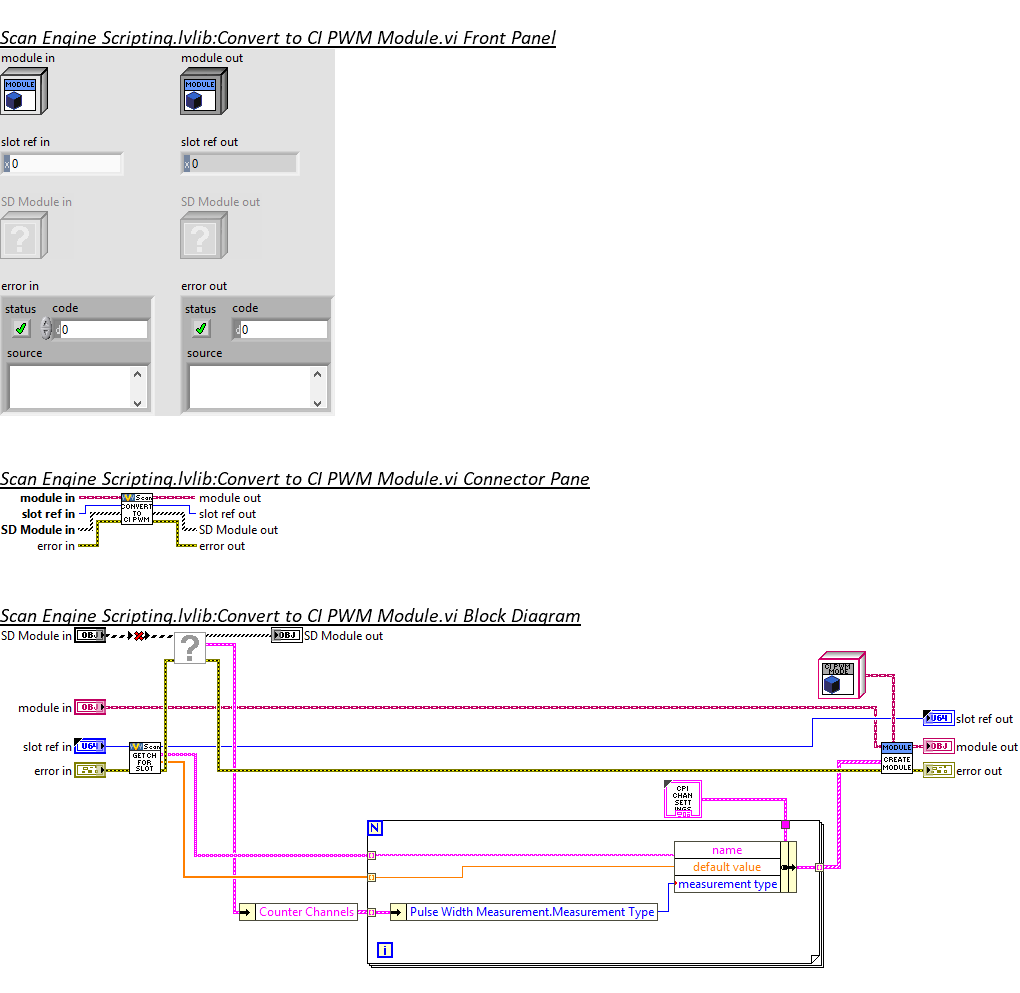 Scan Engine Scripting.lvlib:Convert to CI PWM Module.vi Front Panel
module in
module out
MODULE
MODULE
slot ref in
slot ref out
x 0
x 0
SD Module in
SD Module out
?
?
error in
error out
status
code
status
code
d 0
d 0
source
source
Scan Engine Scripting.lvlib:Convert to CI PWM Module.vi Connector Pane
module in
Scan
module out
slot ref in
CONVERT
TO
CI PWM
slot ref out
SD Module in
SD Module out
error in
error out
Scan Engine Scripting.lvlib:Convert to CI PWM Module.vi Block Diagram
SD Module in
OBJ
?
OBJ
SD Module out
CI PWM
MODE
module in
OBJ
U64
slot ref out
slot ref in
U64
Scan
GET CH
FOR
SLOT
MODULE
CREATE
MODULE
OBJ
module out
error in
error out
CPI
CHAN
SETT
INGS
N
name
default value
measurement type
Counter Channels
Pulse Width Measurement.Measurement Type
i